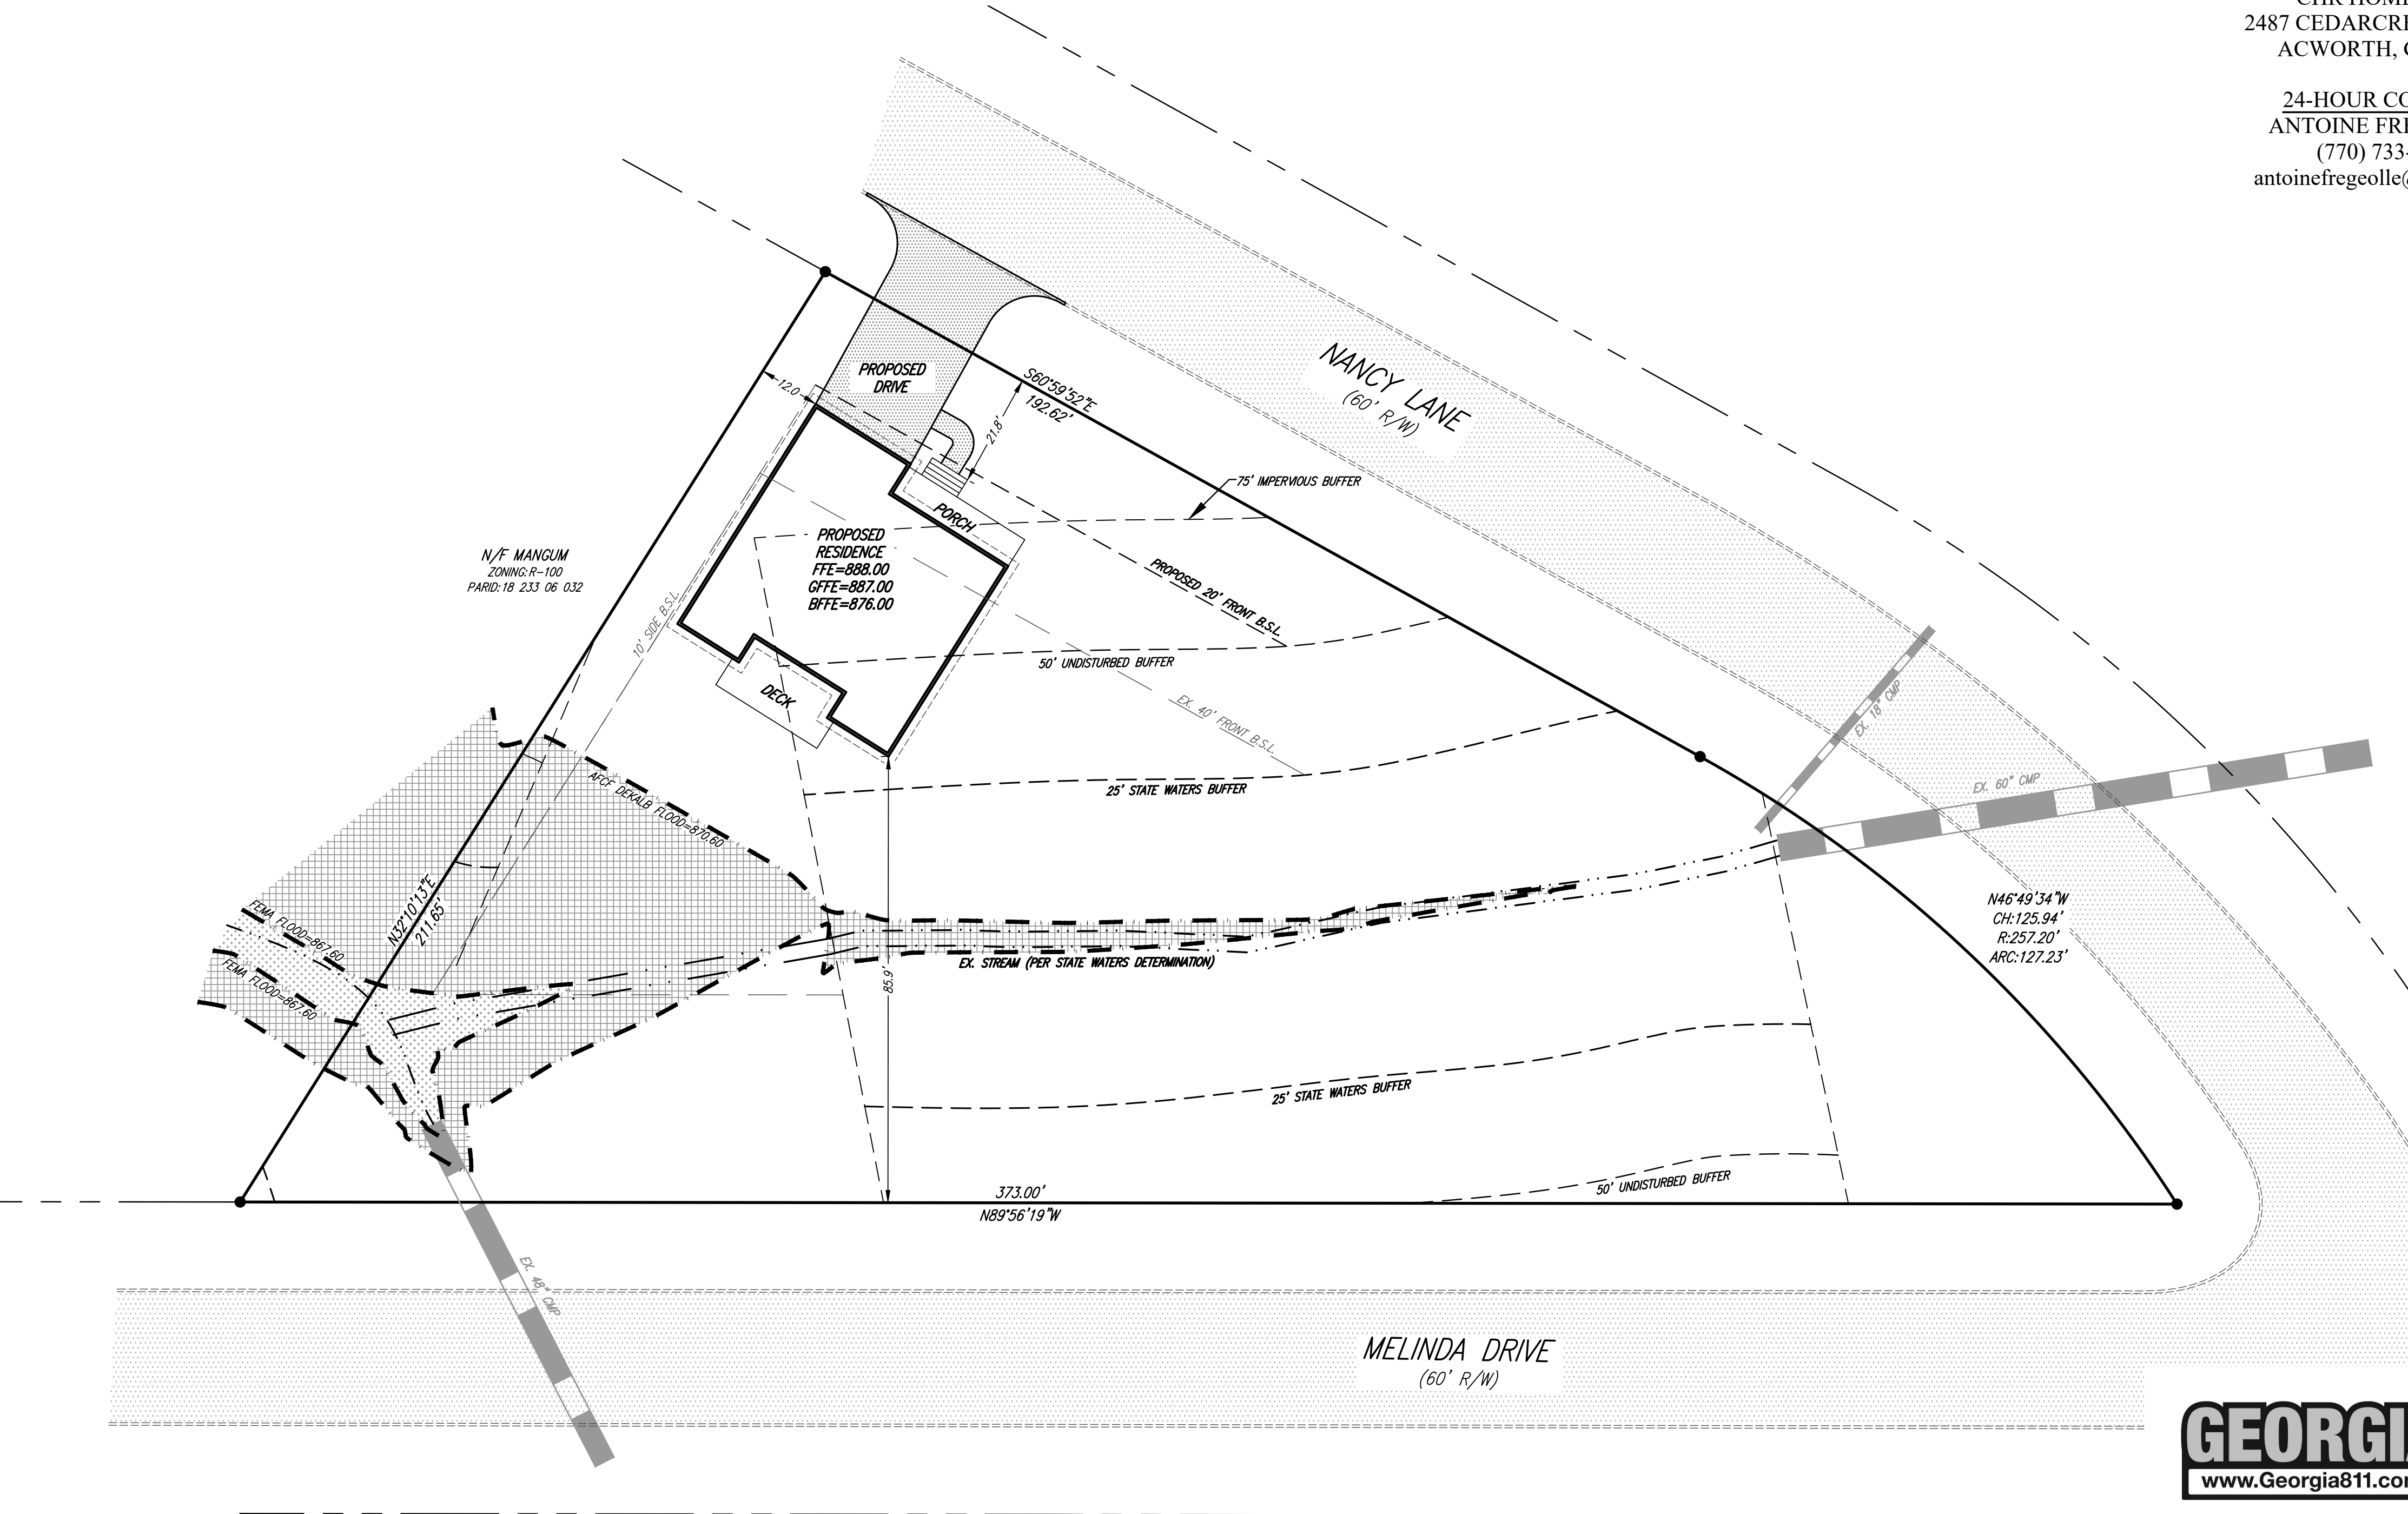 2487 CEDARCRE
ACWORTH,
24-HOUR CO
ANTOINE FRE
(770) 733-
antoinefregeolle@
NANCY LANE
(60' R/W)
PROPOSED
DRIVE
12.0
S60°59'52"E
192.62'
21.8'
75' IMPERVIOUS BUFFER
PORCH
PROPOSED
RESIDENCE
FFE=888.00
GFFE=887.00
BFFE=876.00
N/F MANGUM
ZONING:R-100
PARID:18 233 06 032
10' SIDE B.S.L.
PROPOSED 20' FRONT B.S.L.
50' UNDISTURBED BUFFER
DECK
EX. 40' FRONT B.S.L.
EX. 18" CMP
EX. 60" CMP
AFCF DEKALB FLOOD=870.60
25' STATE WATERS BUFFER
N32°10'13"E
211.65'
FEMA FLOOD=867.60
FEMA FLOOD=867.60
EX. STREAM (PER STATE WATERS DETERMINATION)
85.9'
N46°49'34"W
CH:125.94'
R:257.20'
ARC:127.23'
25' STATE WATERS BUFFER
50' UNDISTURBED BUFFER
373.00'
N89°56'19"W
EX. 48" CMP
MELINDA DRIVE
(60' R/W)
GEORGIA
www.Georgia811.co